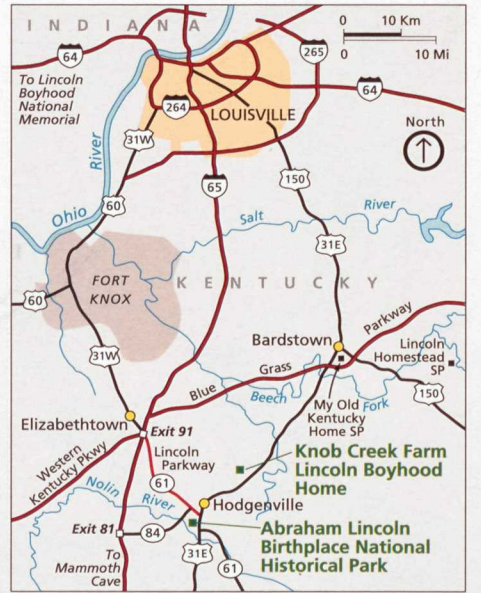 INDIANA
0 10 Km
0 10 Mi
64
265
To Lincoln
Boyhood
National
Memorial
264
64
LOUISVILLE
31W
North
River
65
150
60
Ohio
Salt
River
31E
FORT
KNOX
KENTUCKY
60
31W
Bardstown
Parkway
Lincoln
Homestead
SP
Blue
Grass
Beech
Fork
150
My Old
Kentucky
Home SP
Elizabethtown
Exit 91
Western
Kentucky Pkwy
Lincoln
Parkway
61
Knob Creek Farm
Lincoln Boyhood
Home
Nolin
River
Hodgenville
Exit 81
84
Abraham Lincoln
Birthplace National
Historical Park
31E
61
To
Mammoth
Cave